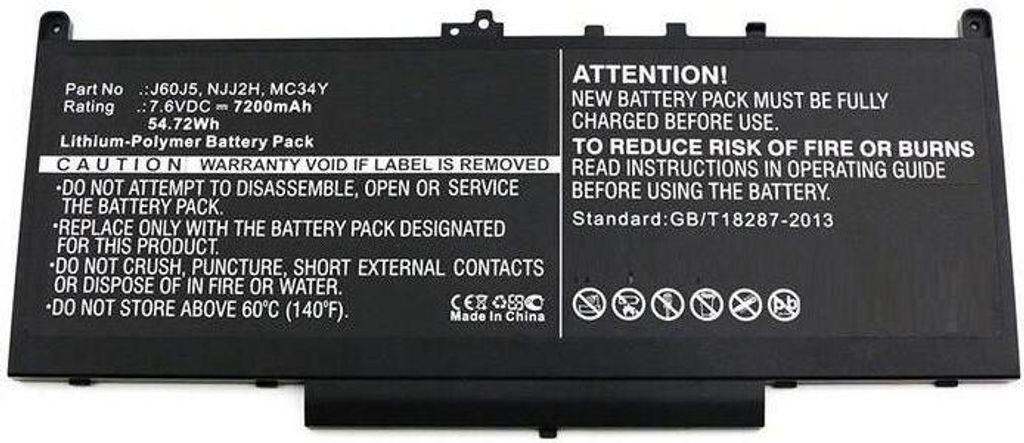 Part No .:J60J5, NJJ2H, MC34Y
Rating .:7.6VDC ⎓ 7200mAh
54.72Wh
Lithium-Polymer Battery Pack
CAUTION WARRANTY VOID IF LABEL IS REMOVED
•DO NOT ATTEMPT TO DISASSEMBLE, OPEN OR SERVICE
THE BATTERY PACK.
•REPLACE ONLY WITH THE BATTERY PACK DESIGNATED
FOR THIS PRODUCT.
•DO NOT CRUSH, PUNCTURE, SHORT EXTERNAL CONTACTS
OR DISPOSE OF IN FIRE OR WATER.
•DO NOT STORE ABOVE 60°C (140°F).
CE
Made In China
ATTENTION!
NEW BATTERY PACK MUST BE FULLY
CHARGED BEFORE USE.
TO REDUCE RISK OF FIRE OR BURNS
READ INSTRUCTIONS IN OPERATING GUIDE
BEFORE USING THE BATTERY.
Standard:GB/T18287-2013
Pb